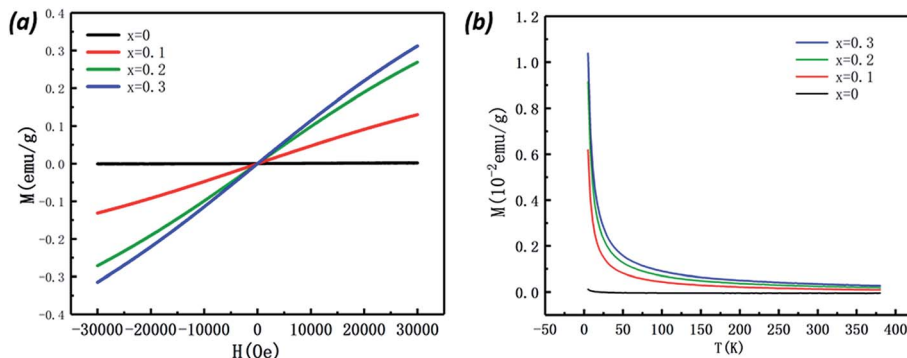 (a)
x=0
x=0.1
x=0.2
x=0.3
0.4
0.3
0.2
0.1
0.0
-0.1
-0.2
-0.3
-0.4
M(emu/g)
-30000 -20000 -10000 0 10000 20000 30000
H(Oe)
(b)
x=0.3
x=0.2
x=0.1
x=0
1.2
1.0
0.8
0.6
0.4
0.2
0.0
M(10⁻²emu/g)
-50 0 50 100 150 200 250 300 350 400
T(K)